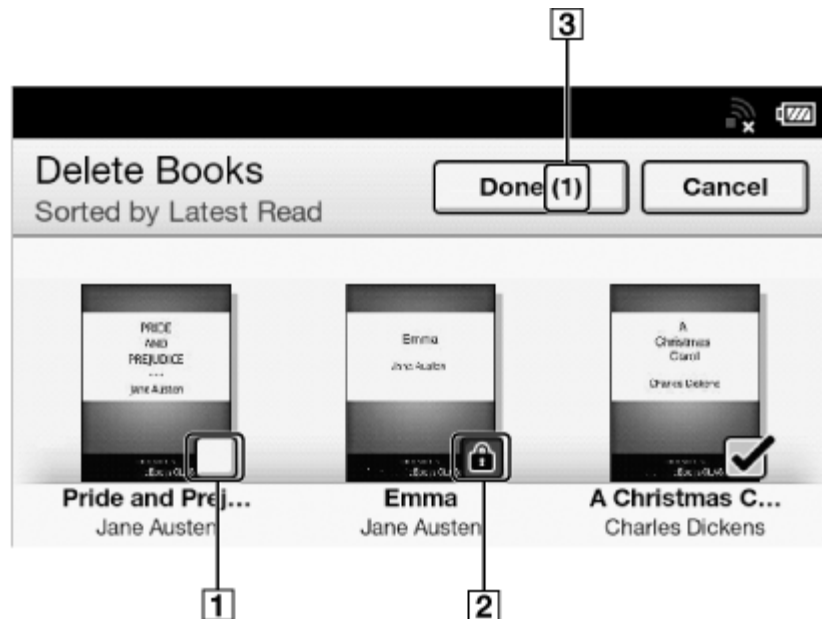 3
Delete Books
Sorted by Latest Read
Done (1)
Cancel
PRIDE
AND
PREJUDICE
Jane Austen
Emma
Jane Austen
A
Christmas
Carol
Charles Dickens
Pride and Prej...
Jane Austen
Emma
Jane Austen
A Christmas C...
Charles Dickens
1
2